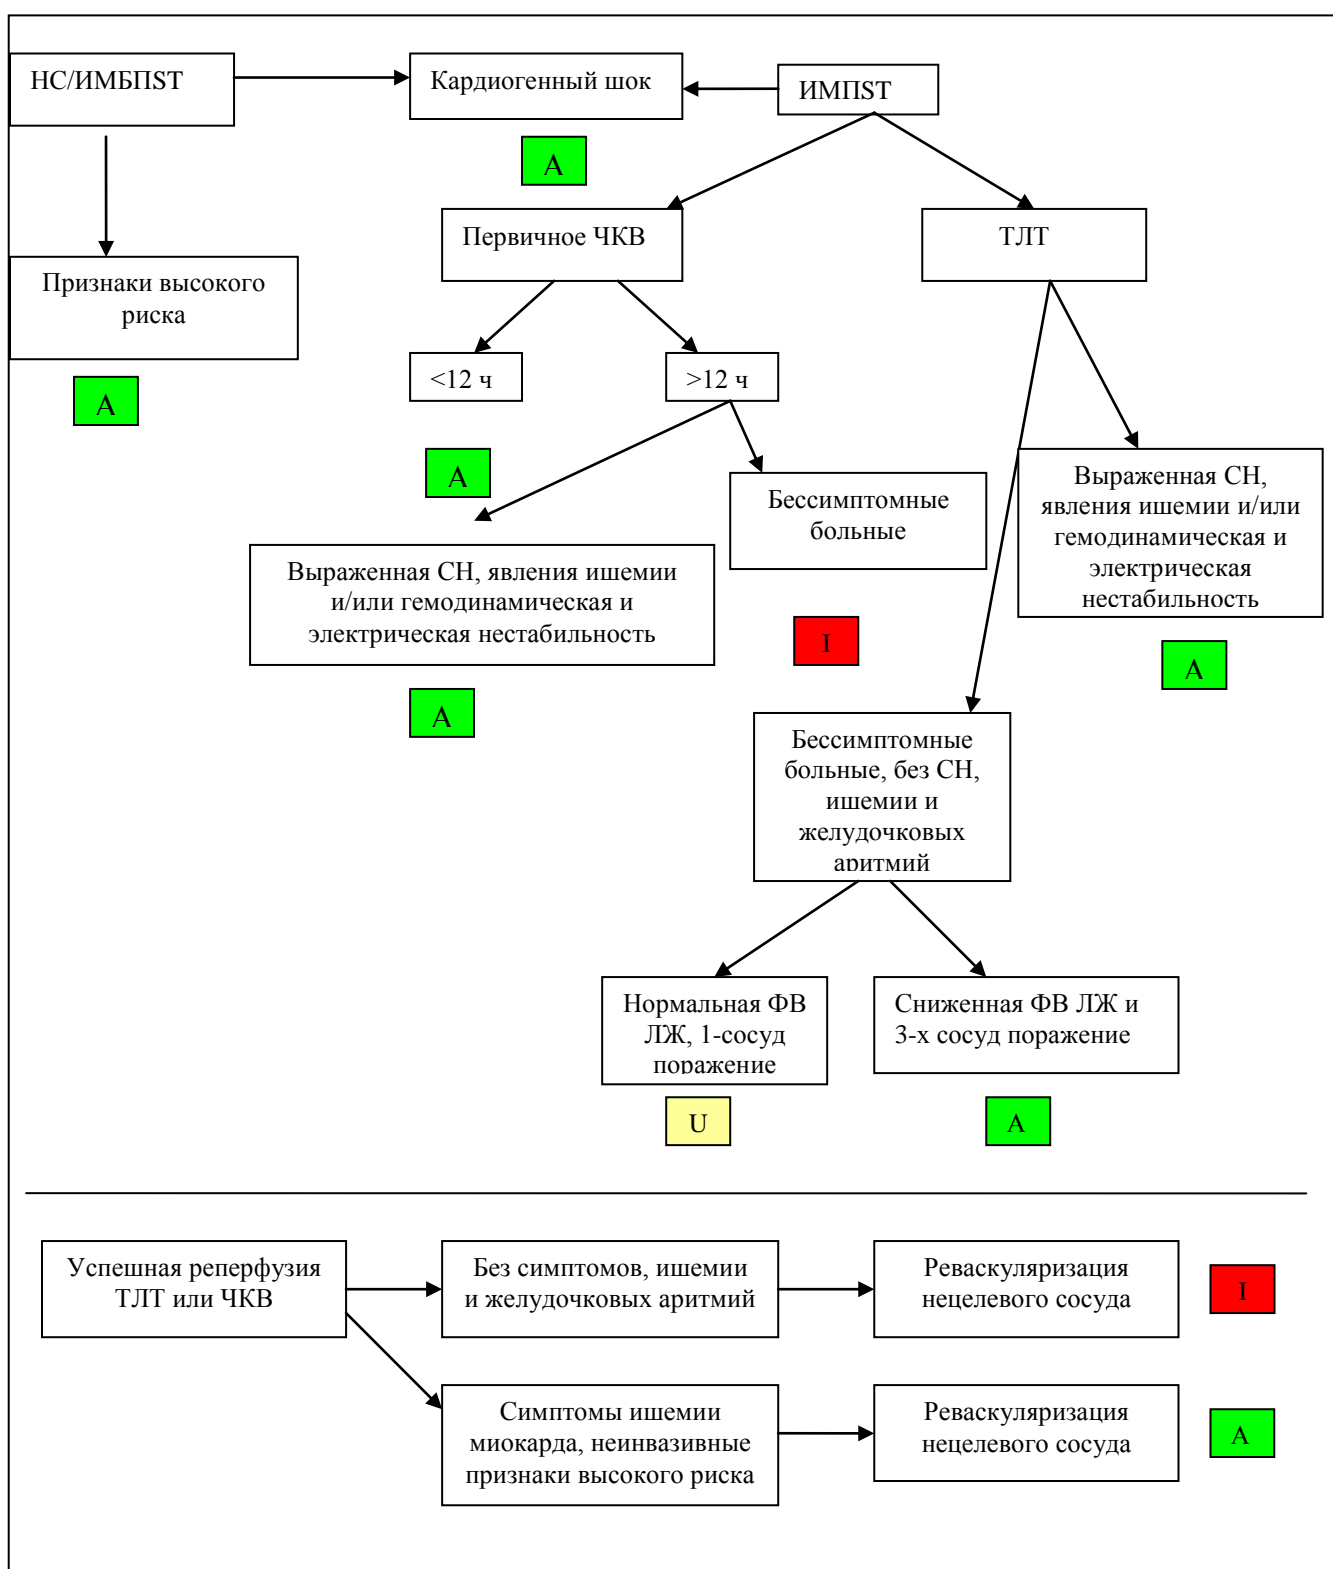 НС/ИМБПST
Кардиогенный шок
ИМПST
A
Первичное ЧКВ
ТЛТ
Признаки высокого
риска
A
<12 ч
>12 ч
A
Бессимптомные
больные
Выраженная СН,
явления ишемии и/или
гемодинамическая и
электрическая
нестабильность
Выраженная СН, явления ишемии
и/или гемодинамическая и
электрическая нестабильность
I
A
A
Бессимптомные
больные, без СН,
ишемии и
желудочковых
аритмий
Нормальная ФВ
ЛЖ, 1-сосуд
поражение
Сниженная ФВ ЛЖ и
3-х сосуд поражение
U
A
Успешная реперфузия
ТЛТ или ЧКВ
Без симптомов, ишемии
и желудочковых аритмий
Реваскуляризация
нецелевого сосуда
I
Симптомы ишемии
миокарда, неинвазивные
признаки высокого риска
Реваскуляризация
нецелевого сосуда
A